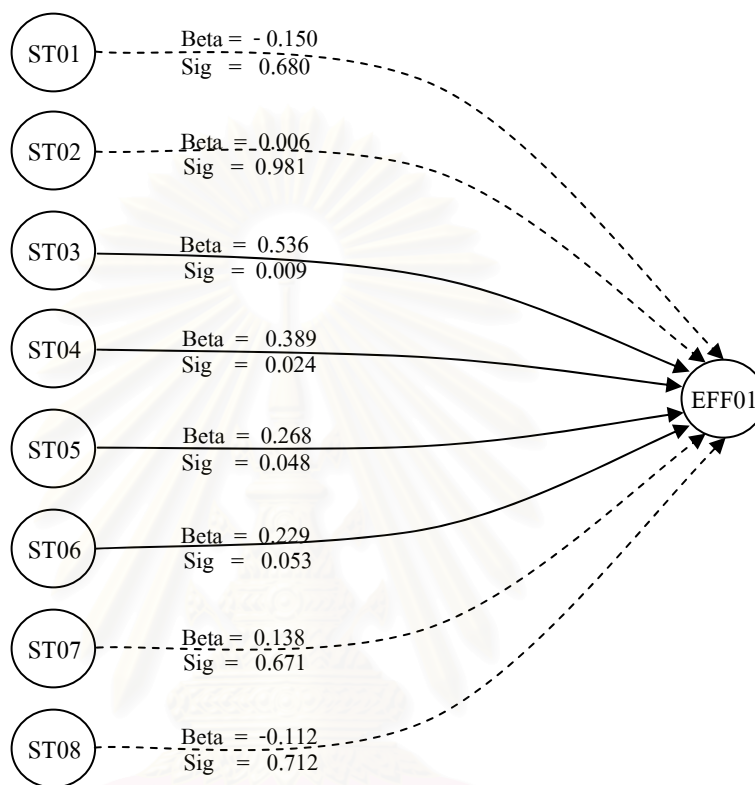 ST01
Beta = - 0.150
Sig = 0.680
ST02
Beta = 0.006
Sig = 0.981
ST03
Beta = 0.536
Sig = 0.009
ST04
Beta = 0.389
Sig = 0.024
EFF01
ST05
Beta = 0.268
Sig = 0.048
ST06
Beta = 0.229
Sig = 0.053
ST07
Beta = 0.138
Sig = 0.671
ST08
Beta = -0.112
Sig = 0.712